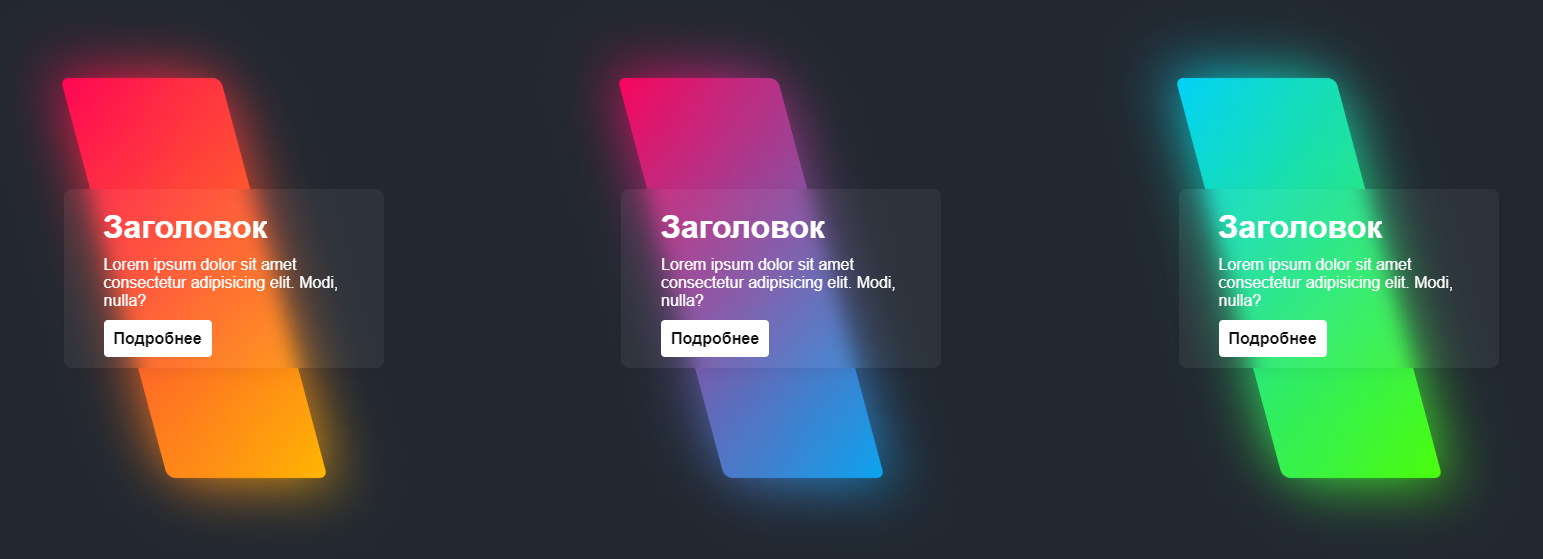 Заголовок
Lorem ipsum dolor sit amet
consectetur adipisicing elit. Modi,
nulla?
Подробнее
Заголовок
Lorem ipsum dolor sit amet
consectetur adipisicing elit. Modi,
nulla?
Подробнее
Заголовок
Lorem ipsum dolor sit amet
consectetur adipisicing elit. Modi,
nulla?
Подробнее